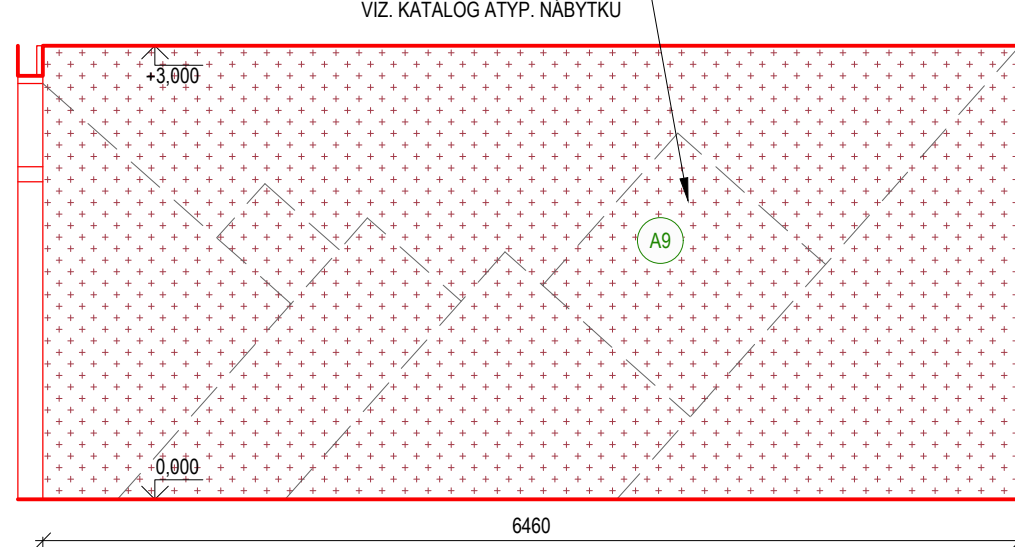 VIZ. KATALOG ATYP. NÁBYTKU
+3,000
A9
0,000
6460